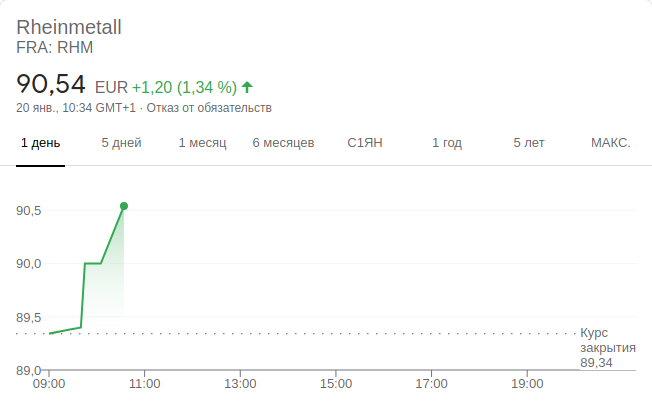 Rheinmetall
FRA: RHM
90,54 EUR +1,20 (1,34 %)
20 янв., 10:34 GMT+1 · Отказ от обязательств
1 день 5 дней 1 месяц 6 месяцев С1ЯН 1 год 5 лет МАКС.
90,5
90,0
89,5
Курс
закрытия
89,34
89,0
09:00 11:00 13:00 15:00 17:00 19:00